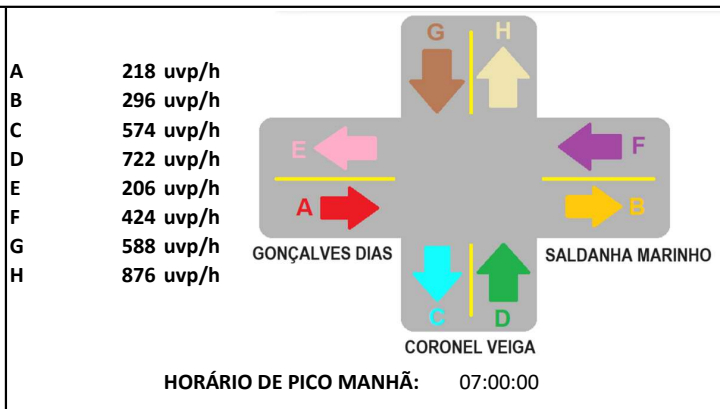 A 218 uvp/h
B 296 uvp/h
C 574 uvp/h
D 722 uvp/h
E 206 uvp/h
F 424 uvp/h
G 588 uvp/h
H 876 uvp/h
G H
E F
A B
GONÇALVES DIAS SALDANHA MARINHO
C D
CORONEL VEIGA
HORÁRIO DE PICO MANHÃ: 07:00:00